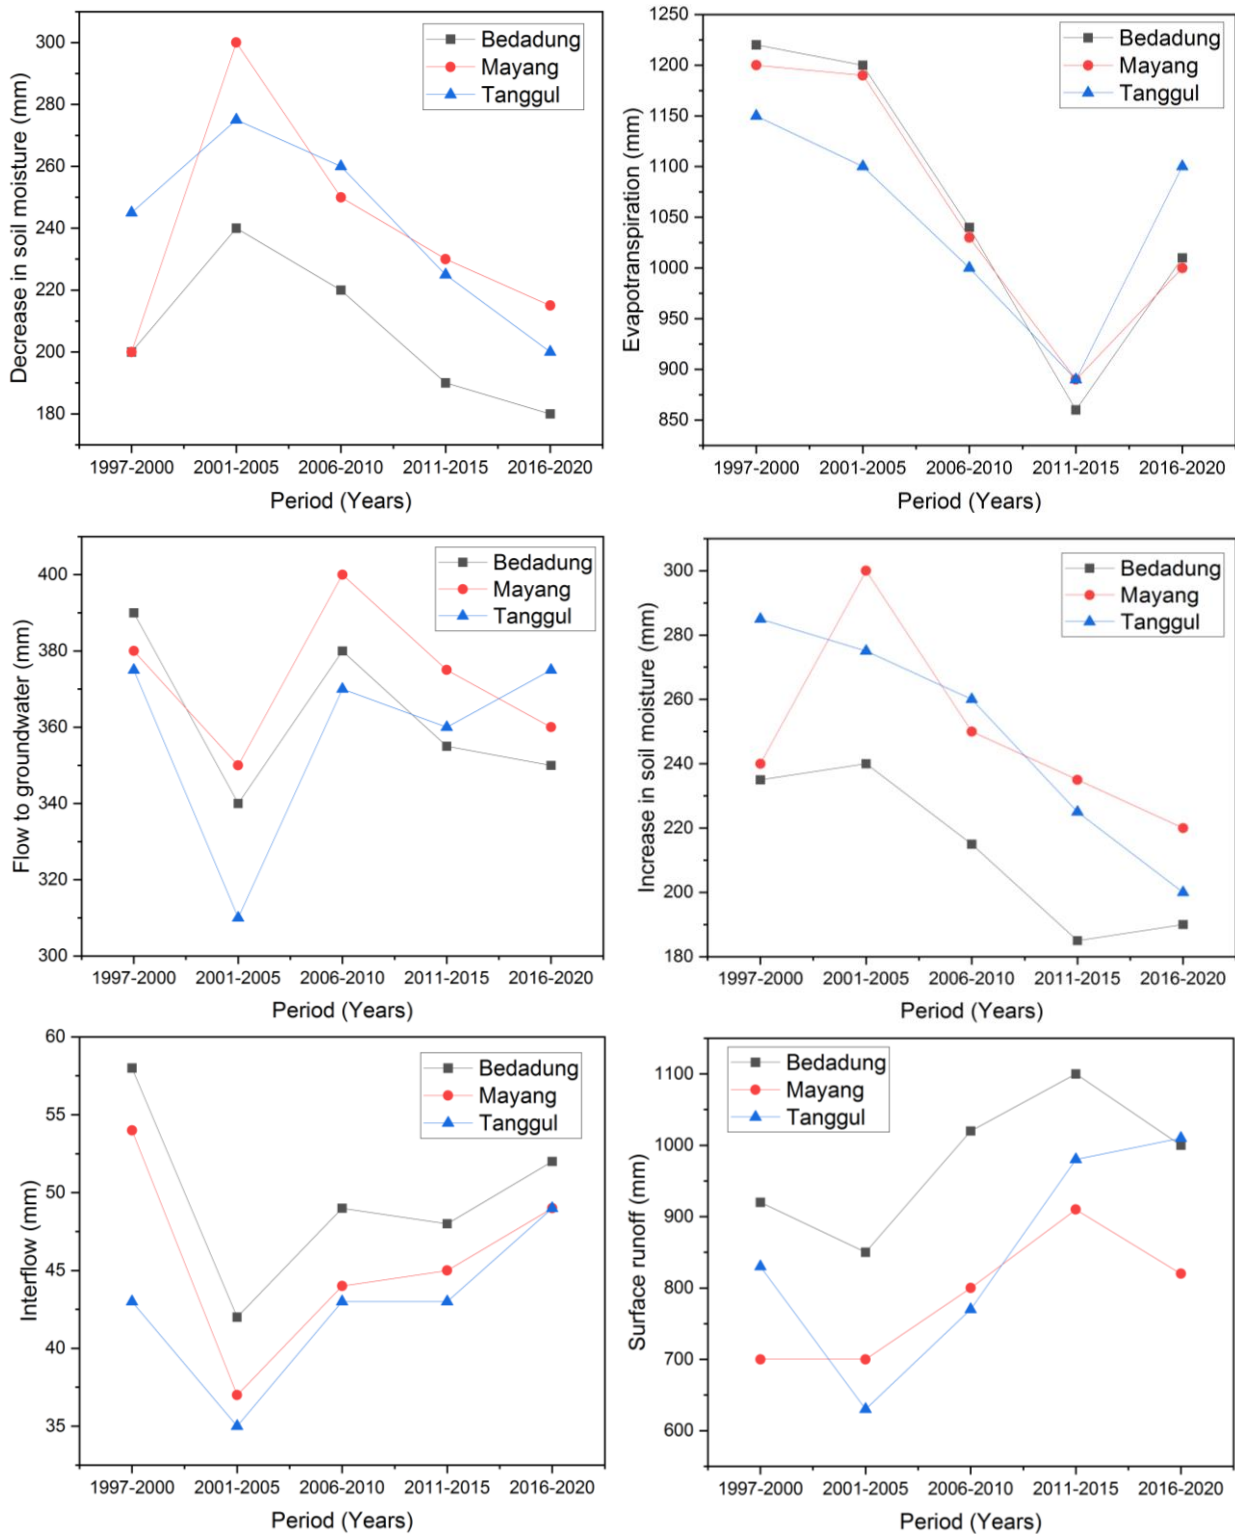 Decrease in soil moisture (mm)
300
280
260
240
220
200
180
Bedadung
Mayang
Tanggul
1997-2000 2001-2005 2006-2010 2011-2015 2016-2020
Period (Years)
Evapotranspiration (mm)
1250
1200
1150
1100
1050
1000
950
900
850
Bedadung
Mayang
Tanggul
1997-2000 2001-2005 2006-2010 2011-2015 2016-2020
Period (Years)
Flow to groundwater (mm)
400
380
360
340
320
300
Bedadung
Mayang
Tanggul
1997-2000 2001-2005 2006-2010 2011-2015 2016-2020
Period (Years)
Increase in soil moisture (mm)
300
280
260
240
220
200
180
Bedadung
Mayang
Tanggul
1997-2000 2001-2005 2006-2010 2011-2015 2016-2020
Period (Years)
Interflow (mm)
60
55
50
45
40
35
Bedadung
Mayang
Tanggul
1997-2000 2001-2005 2006-2010 2011-2015 2016-2020
Period (Years)
Surface runoff (mm)
1100
1000
900
800
700
600
Bedadung
Mayang
Tanggul
1997-2000 2001-2005 2006-2010 2011-2015 2016-2020
Period (Years)